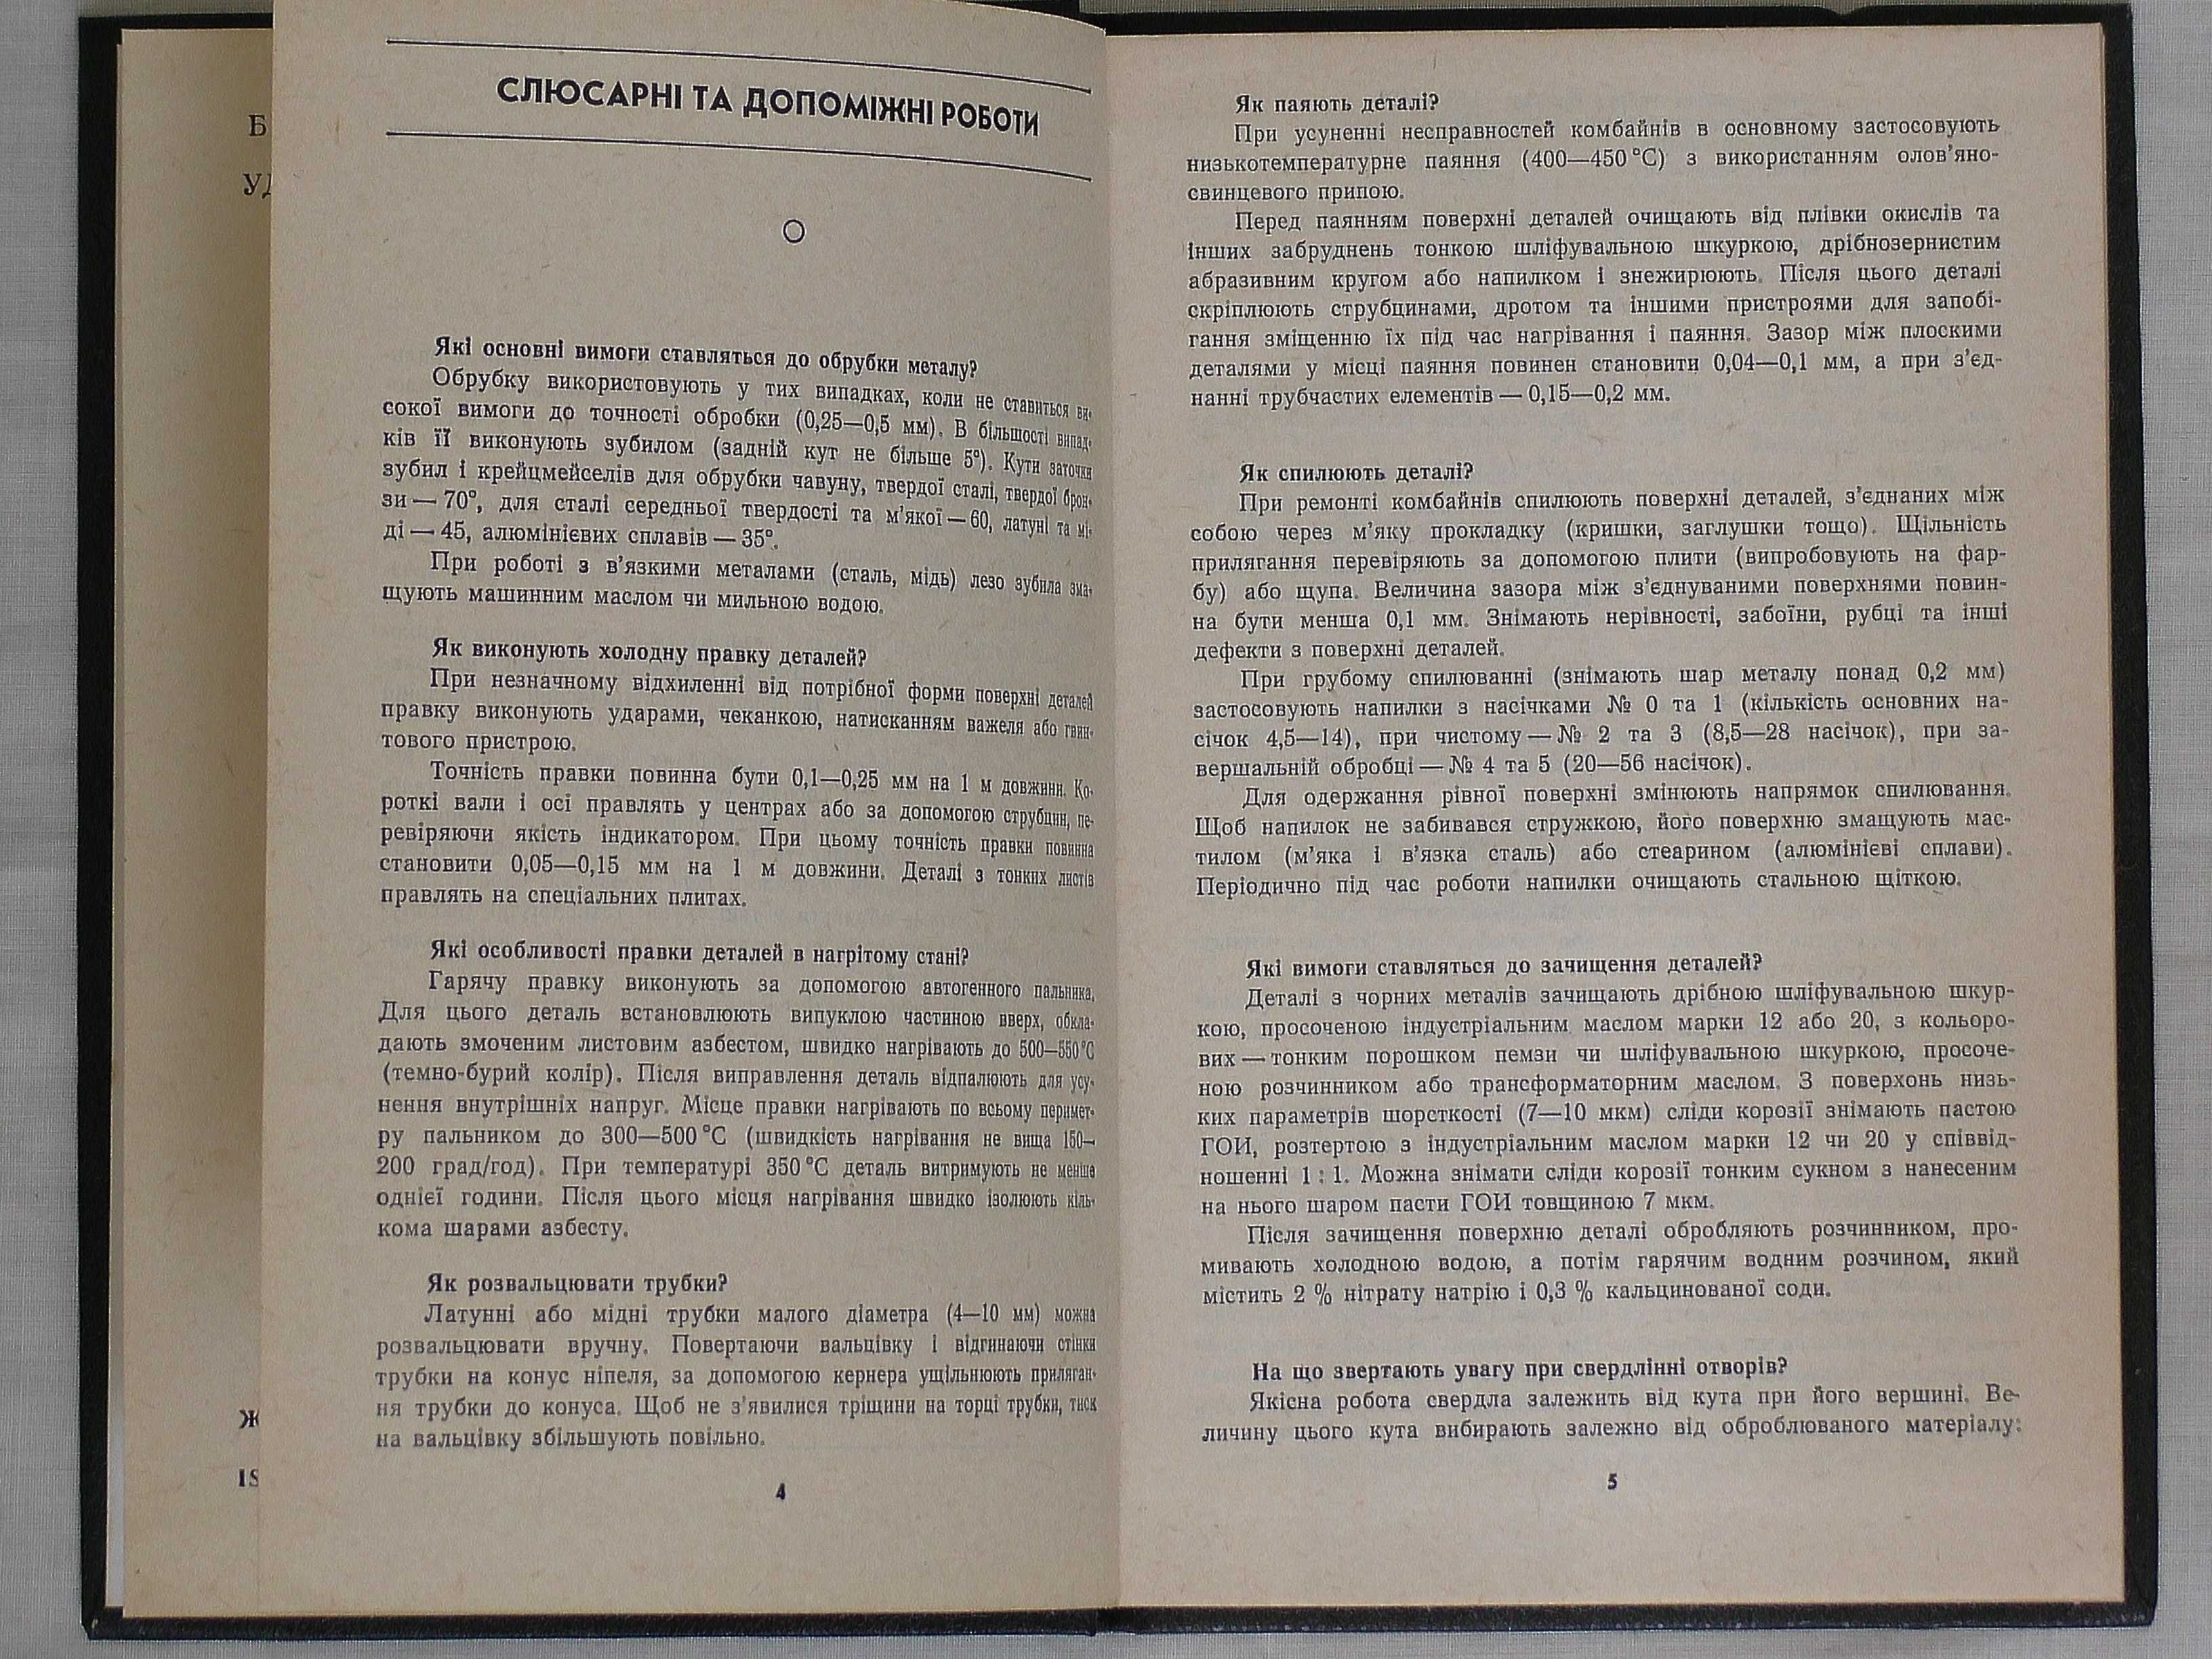 Б
УД
Ж
IS
СЛЮСАРНІ ТА ДОПОМІЖНІ РОБОТИ
Які основні вимоги ставляться до обрубки металу?
Обрубку використовують у тих випадках, коли не ставиться ви-
сокої вимоги до точності обробки (0,25—0,5 мм). В більшості випад-
ків її виконують зубилом (задній кут не більше 5°). Кути заточки
зубил і крейцмейселів для обрубки чавуну, твердої сталі, твердої брон-
зи — 70°, для сталі середньої твердості та м'якої — 60, латуні та мі-
ді — 45, алюмінієвих сплавів — 35°.
При роботі з в'язкими металами (сталь, мідь) лезо зубила зма-
щують машинним маслом чи мильною водою.
Як виконують холодну правку деталей?
При незначному відхиленні від потрібної форми поверхні деталей
правку виконують ударами, чеканкою, натисканням важеля або гвин-
тового пристрою.
Точність правки повинна бути 0,1—0,25 мм на 1 м довжини. Ко-
роткі вали і осі правлять у центрах або за допомогою струбцин, пе-
ревіряючи якість індикатором. При цьому точність правки повинна
становити 0,05—0,15 мм на 1 м довжини. Деталі з тонких листів
правлять на спеціальних плитах.
Які особливості правки деталей в нагрітому стані?
Гарячу правку виконують за допомогою автогенного пальника.
Для цього деталь встановлюють випуклою частиною вверх, обкла-
дають змоченим листовим азбестом, швидко нагрівають до 500—550 °С
(темно-бурий колір). Після виправлення деталь відпалюють для усу-
нення внутрішніх напруг. Місце правки нагрівають по всьому перимет-
ру пальником до 300—500 °С (швидкість нагрівання не вища 150—
200 град/год). При температурі 350 °С деталь витримують не менше
однієї години. Після цього місця нагрівання швидко ізолюють кіль-
кома шарами азбесту.
Як розвальцювати трубки?
Латунні або мідні трубки малого діаметра (4—10 мм) можна
розвальцювати вручну. Повертаючи вальцівку і відгинаючи стінки
трубки на конус ніпеля, за допомогою кернера ущільнюють приляган-
ня трубки до конуса. Щоб не з'явилися тріщини на торці трубки, тиск
на вальцівку збільшують повільно.
4
Як паяють деталі?
При усуненні несправностей комбайнів в основному застосовують
низькотемпературне паяння (400—450 °С) з використанням олов'яно-
свинцевого припою.
Перед паянням поверхні деталей очищають від плівки окислів та
інших забруднень тонкою шліфувальною шкуркою, дрібнозернистим
абразивним кругом або напилком і знежирюють. Після цього деталі
скріплюють струбцинами, дротом та іншими пристроями для запобі-
гання зміщенню їх під час нагрівання і паяння. Зазор між плоскими
деталями у місці паяння повинен становити 0,04—0,1 мм, а при з'єд-
нанні трубчастих елементів — 0,15—0,2 мм.
Як спилюють деталі?
При ремонті комбайнів спилюють поверхні деталей, з'єднаних між
собою через м'яку прокладку (кришки, заглушки тощо). Щільність
прилягання перевіряють за допомогою плити (випробовують на фар-
бу) або щупа. Величина зазора між з'єднуваними поверхнями повин-
на бути менша 0,1 мм. Знімають нерівності, забоїни, рубці та інші
дефекти з поверхні деталей.
При грубому спилюванні (знімають шар металу понад 0,2 мм)
застосовують напилки з насічками № 0 та 1 (кількість основних на-
січок 4,5—14), при чистому — № 2 та 3 (8,5—28 насічок), при за-
вершальній обробці — № 4 та 5 (20—56 насічок).
Для одержання рівної поверхні змінюють напрямок спилювання.
Щоб напилок не забивався стружкою, його поверхню змащують мас-
тилом (м'яка і в'язка сталь) або стеарином (алюмінієві сплави).
Періодично під час роботи напилки очищають стальною щіткою.
Які вимоги ставляться до зачищення деталей?
Деталі з чорних металів зачищають дрібною шліфувальною шкур-
кою, просоченою індустріальним маслом марки 12 або 20, з кольоро-
вих — тонким порошком пемзи чи шліфувальною шкуркою, просоче-
ною розчинником або трансформаторним маслом. З поверхонь низь-
ких параметрів шорсткості (7—10 мкм) сліди корозії знімають пастою
ГОИ, розтертою з індустріальним маслом марки 12 чи 20 у співвід-
ношенні 1 : 1. Можна знімати сліди корозії тонким сукном з нанесеним
на нього шаром пасти ГОИ товщиною 7 мкм.
Після зачищення поверхню деталі обробляють розчинником, про-
мивають холодною водою, а потім гарячим водним розчином, який
містить 2 % нітрату натрію і 0,3 % кальцинованої соди.
На що звертають увагу при свердлінні отворів?
Якісна робота свердла залежить від кута при його вершині. Ве-
личину цього кута вибирають залежно від оброблюваного матеріалу:
5